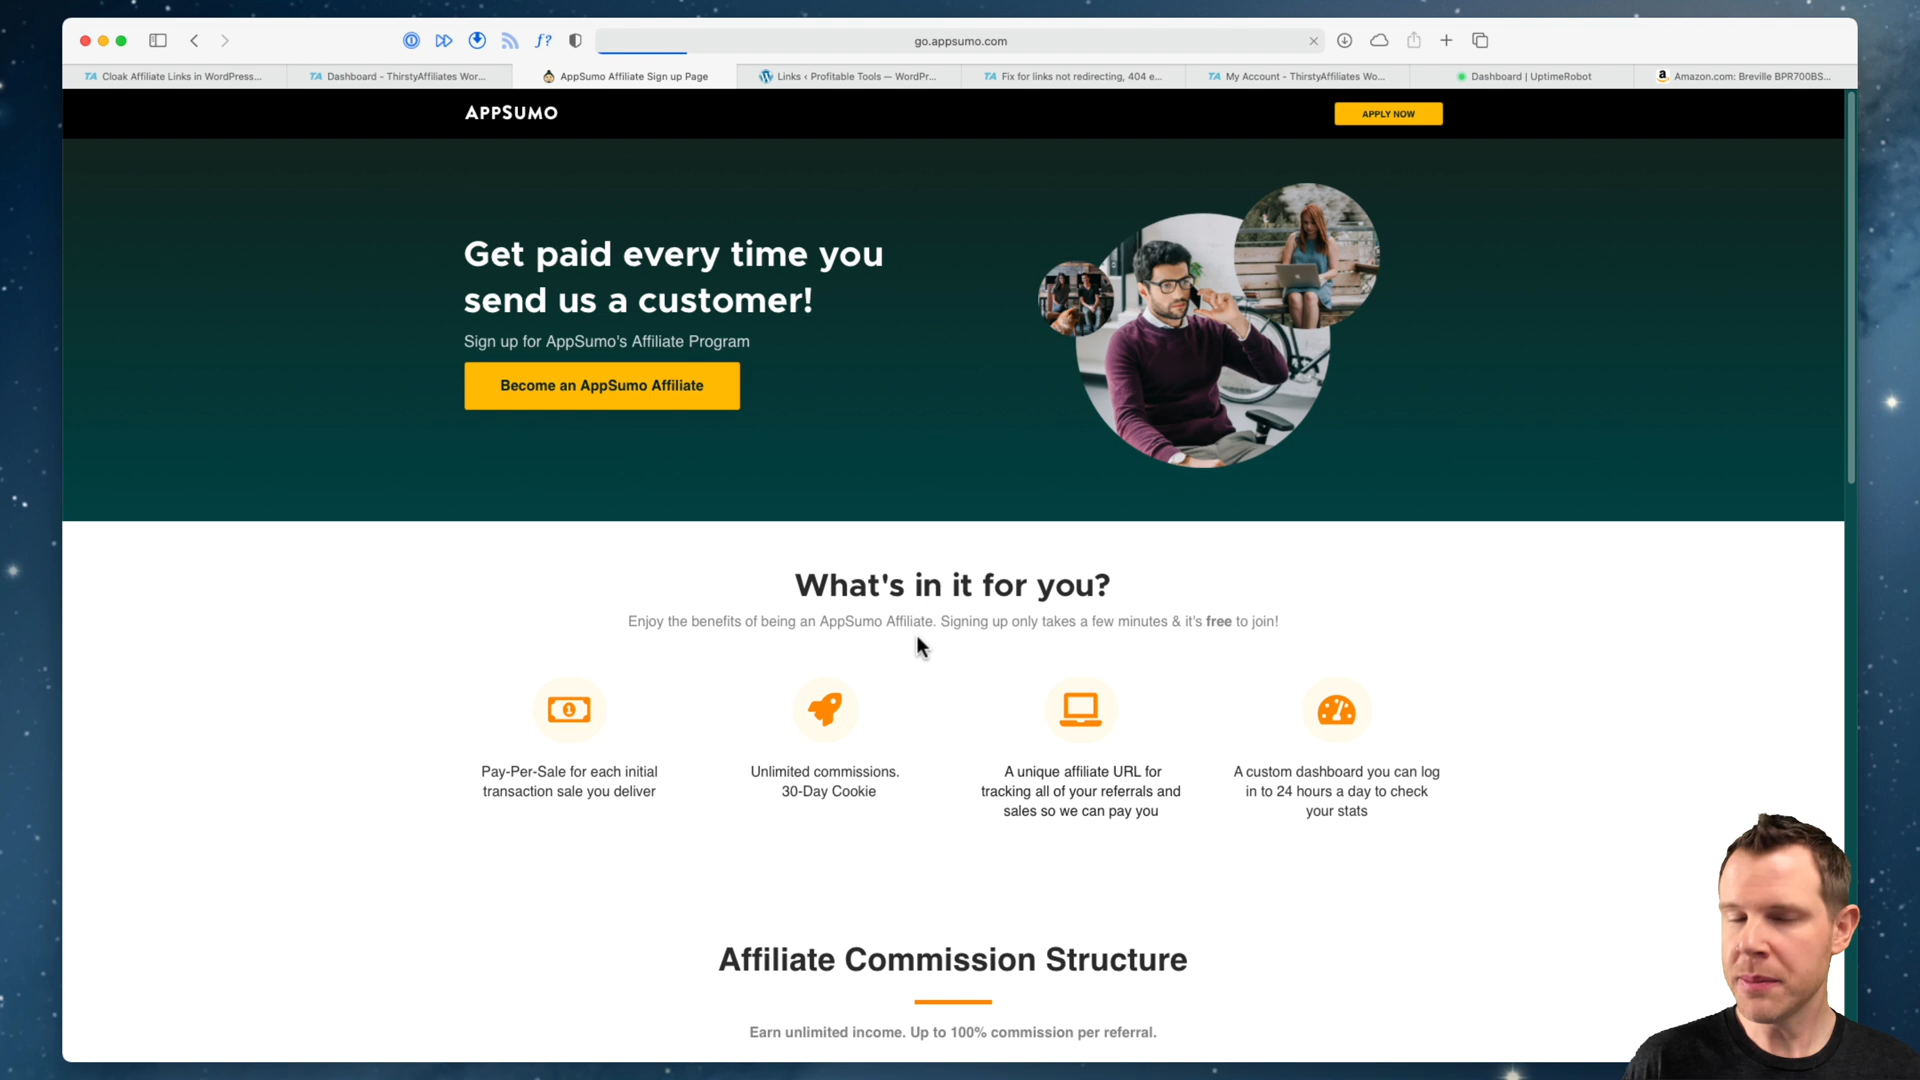 go.appsumo.com
TA Cloak Affiliate Links in WordPress...
TA Dashboard - ThirstyAffiliates Wor...
AppSumo Affiliate Sign up Page
Links ‹ Profitable Tools — WordPr...
TA Fix for links not redirecting, 404 e...
TA My Account - ThirstyAffiliates Wo...
Dashboard | UptimeRobot
a Amazon.com: Breville BPR700BS...
APPSUMO
APPLY NOW
Get paid every time you
send us a customer!
Sign up for AppSumo's Affiliate Program
Become an AppSumo Affiliate
What's in it for you?
Enjoy the benefits of being an AppSumo Affiliate. Signing up only takes a few minutes & it's free to join!
Pay-Per-Sale for each initial
transaction sale you deliver
Unlimited commissions.
30-Day Cookie
A unique affiliate URL for
tracking all of your referrals and
sales so we can pay you
A custom dashboard you can log
in to 24 hours a day to check
your stats
Affiliate Commission Structure
Earn unlimited income. Up to 100% commission per referral.